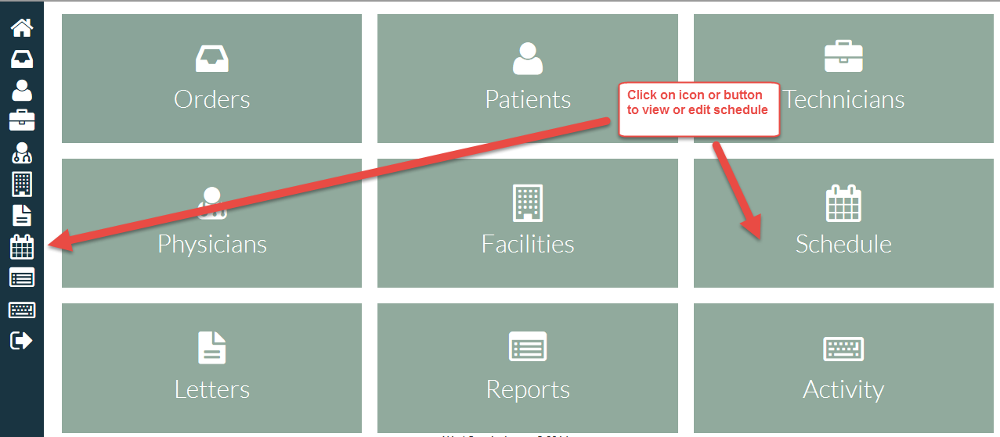 Orders
Patients
Technicians
Click on icon or button
to view or edit schedule
Physicians
Facilities
Schedule
Letters
Reports
Activity